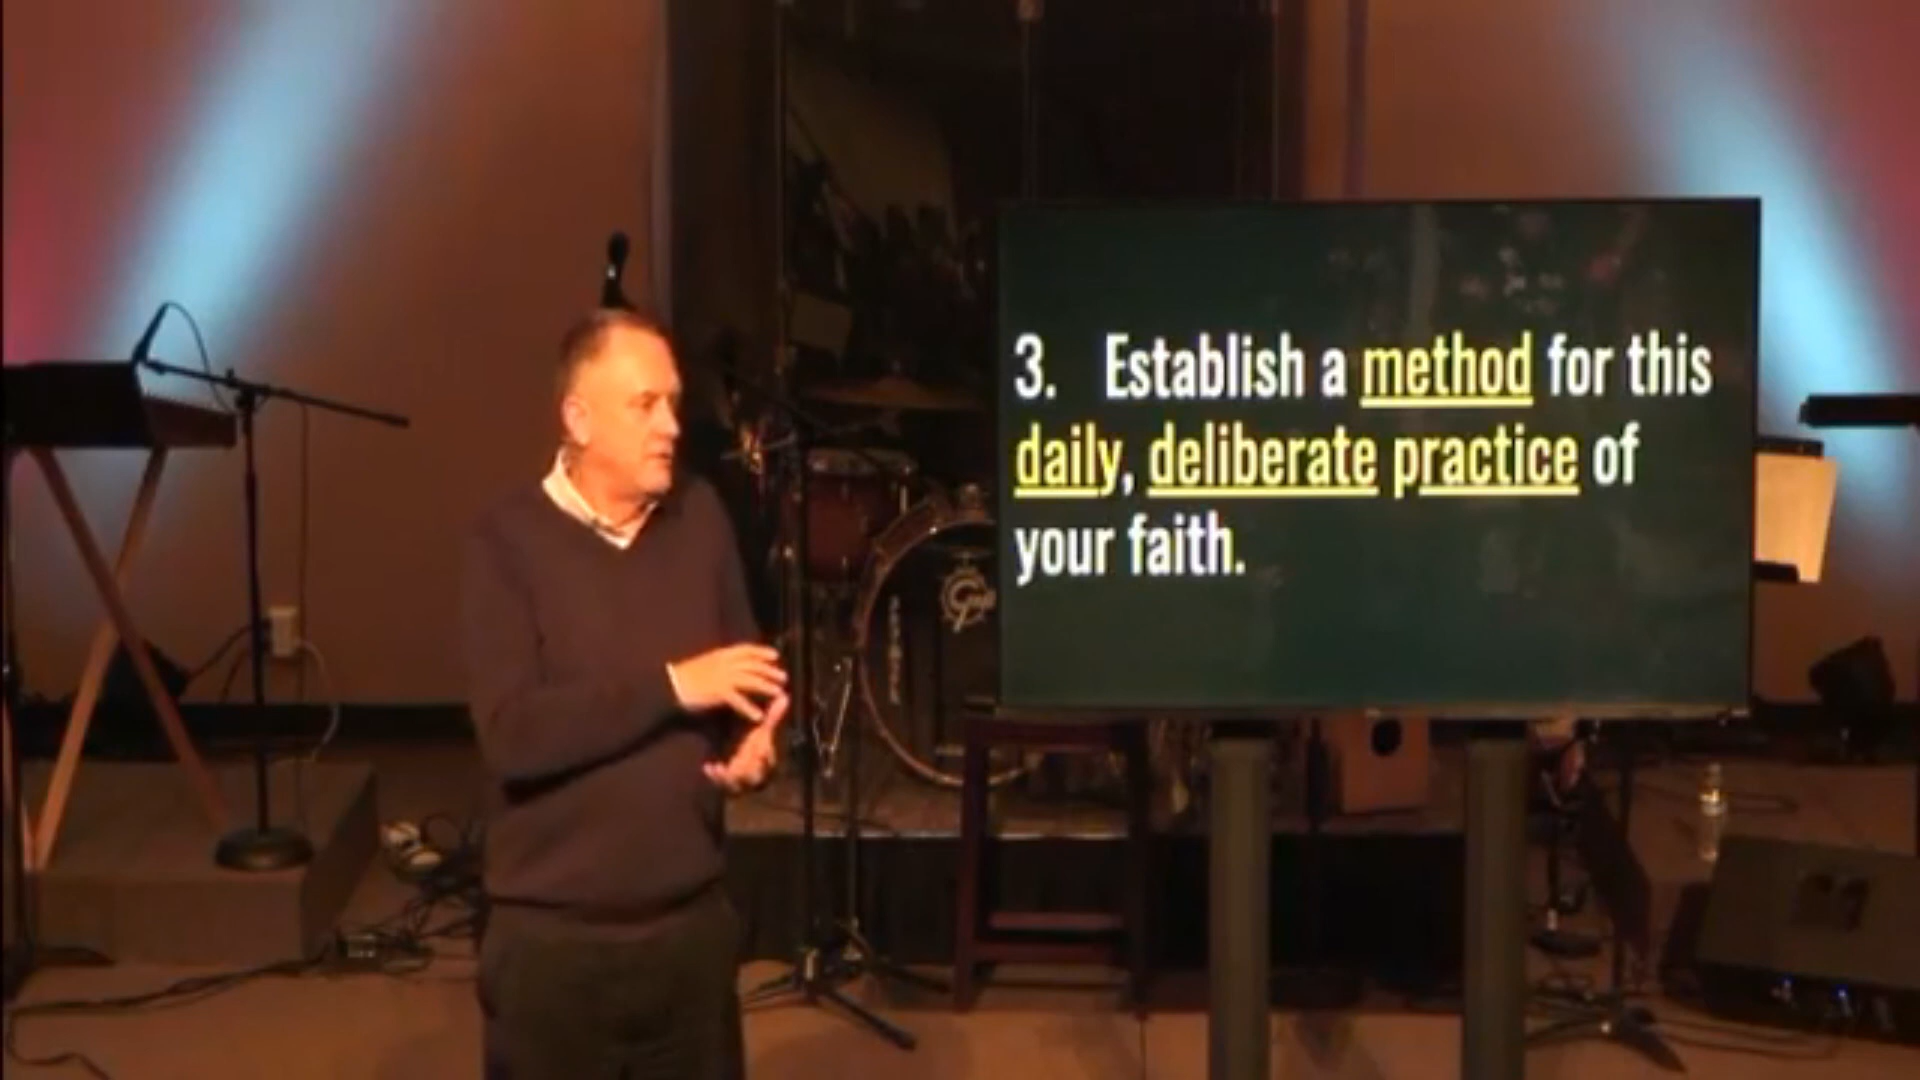 3. Establish a method for this
daily, deliberate practice of
your faith.